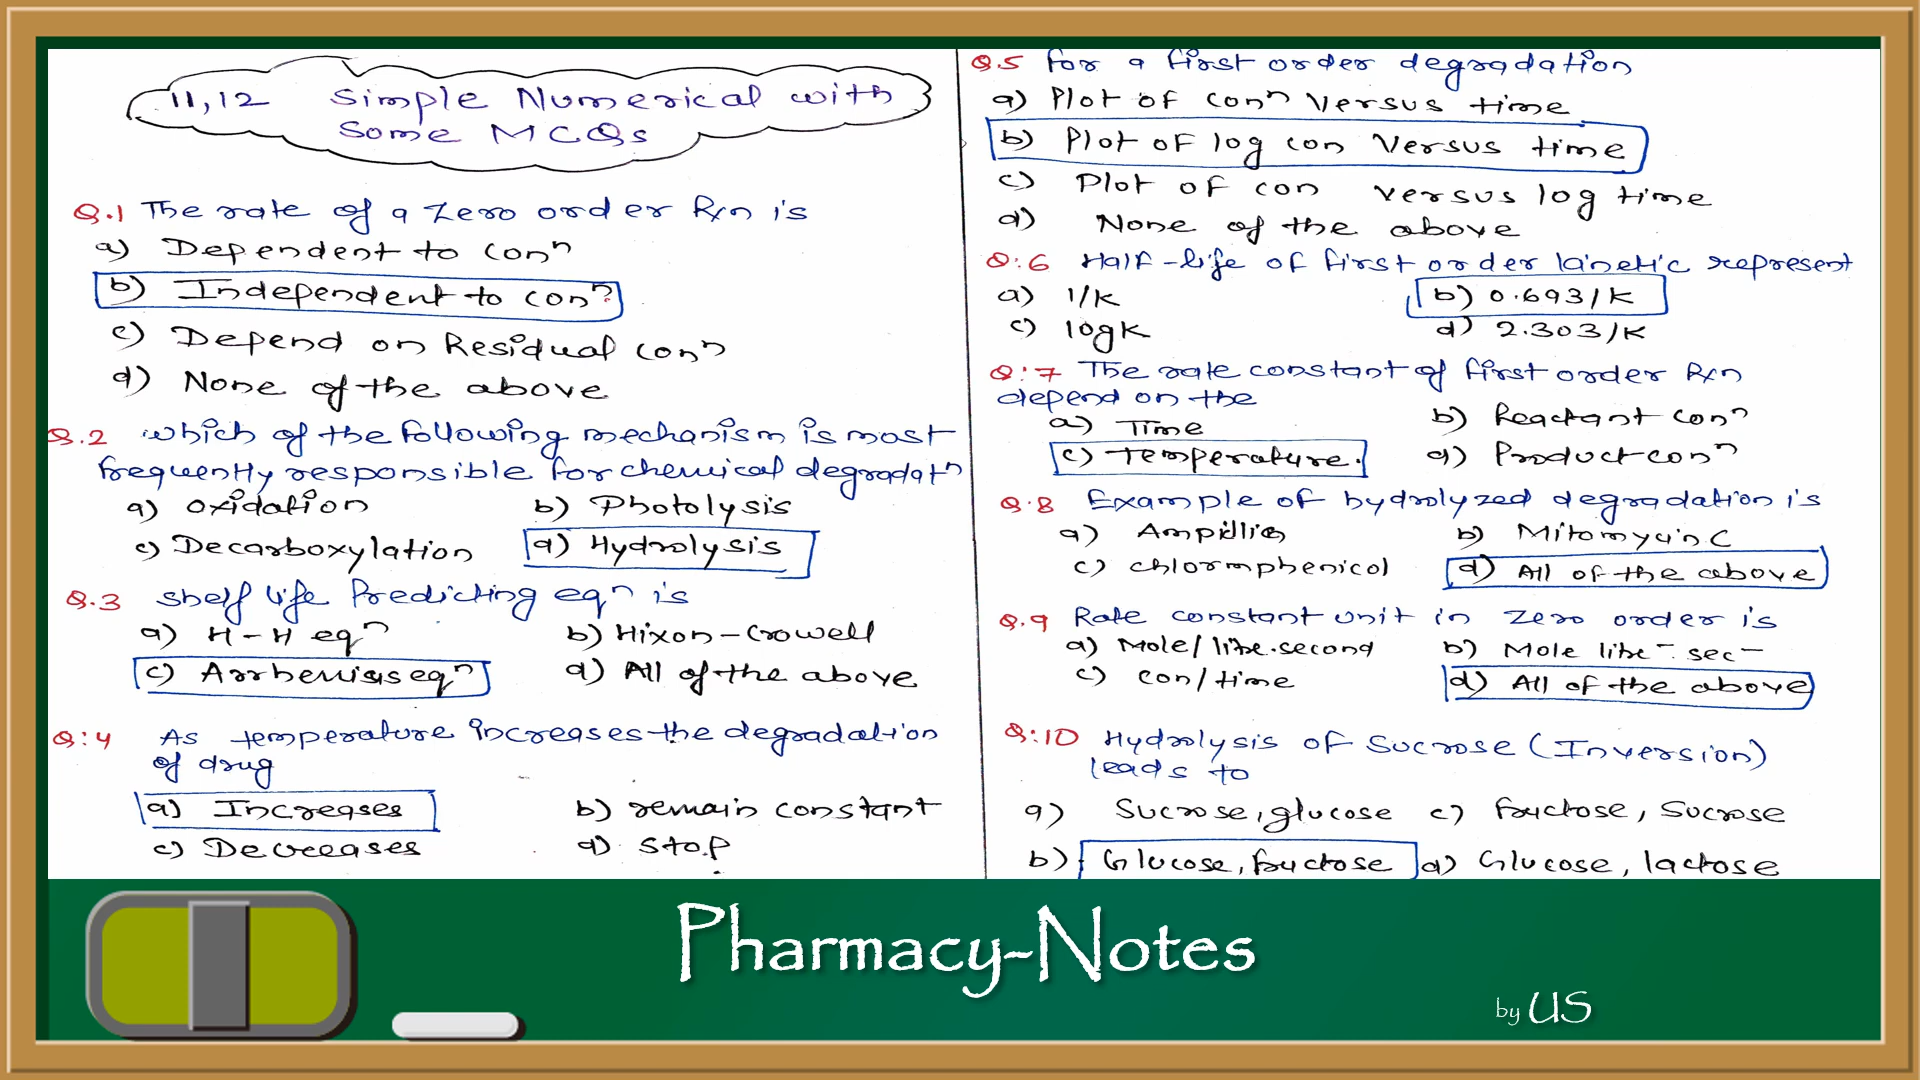 11,12 Simple Numerical with
Some MCQs
Q.1 The rate of a Zero order Rxn is
a) Dependent to conⁿ
b) Independent to conⁿ.
c) Depend on Residual conⁿ
d) None of the above
Q.2 which of the following mechanism is most
frequently responsible for chemical degradatⁿ
a) oxidation b) Photolysis
c) Decarboxylation d) Hydrolysis
Q.3 shelf life Predicting eqⁿ is
a) H-H eqⁿ b) Hixon-Crowell
c) eqⁿ d) All of the above
Q:4 As temperature increases the degradation
of drug
a) Increases b) remain constant
c) Decreases d) Stop
Q.5 for a first order degradation
a) Plot of conⁿ Versus time
b) Plot of log con Versus time
c) Plot of con versus log time
d) None of the above
Q:6 Half-life of first order kinetic represent
a) 1/K b) 0.693/K
c) log K d) 2.303/K
Q:7 The rate constant of first order Rxn
depend on the
a) Time b) Reactant conⁿ
c) Temperature. d) Product conⁿ
Q.8 Example of hydrolyzed degradation is
a) b) Mitomycin C
c) chlormphenicol d) All of the above
Q.9 Rate constant unit in zero order is
a) Mole/litre.second b) Mole litre⁻ sec⁻
c) con/time d) All of the above
Q:10 Hydrolysis of Sucrose (Inversion)
leads to
a) Sucrose, glucose c) fructose, Sucrose
b) Glucose, fructose d) Glucose, lactose
Pharmacy-Notes
by US